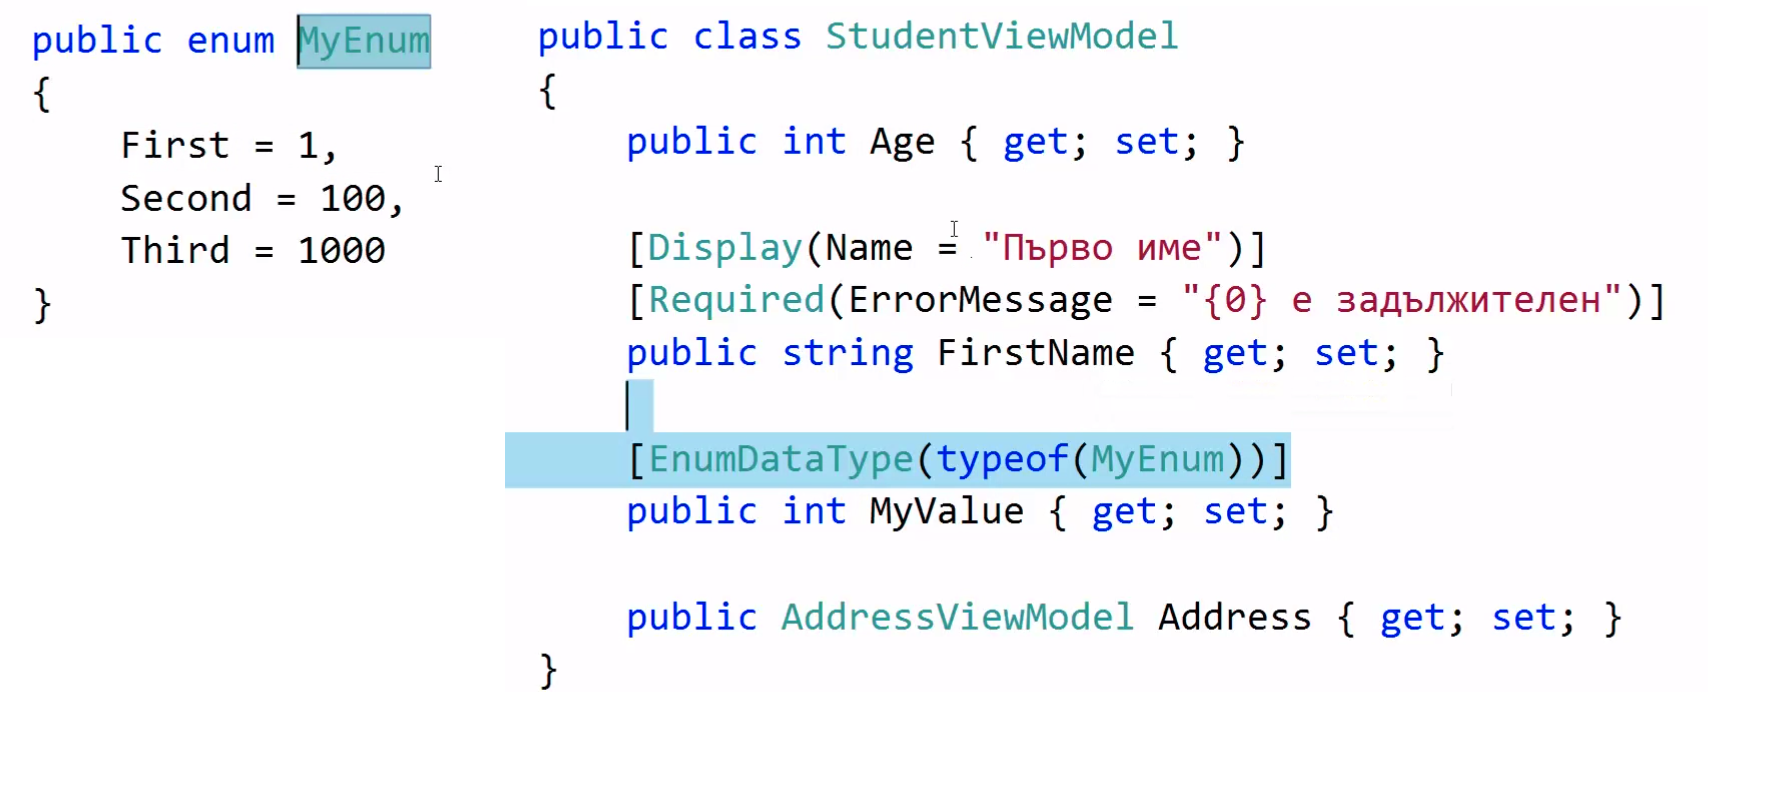 public enum MyEnum
{
    First = 1,
    Second = 100,
    Third = 1000
}
public class StudentViewModel
{
    public int Age { get; set; }
    [Display(Name = "Първо име")]
    [Required(ErrorMessage = "{0} е задължителен")]
    public string FirstName { get; set; }
    [EnumDataType(typeof(MyEnum))]
    public int MyValue { get; set; }
    public AddressViewModel Address { get; set; }
}